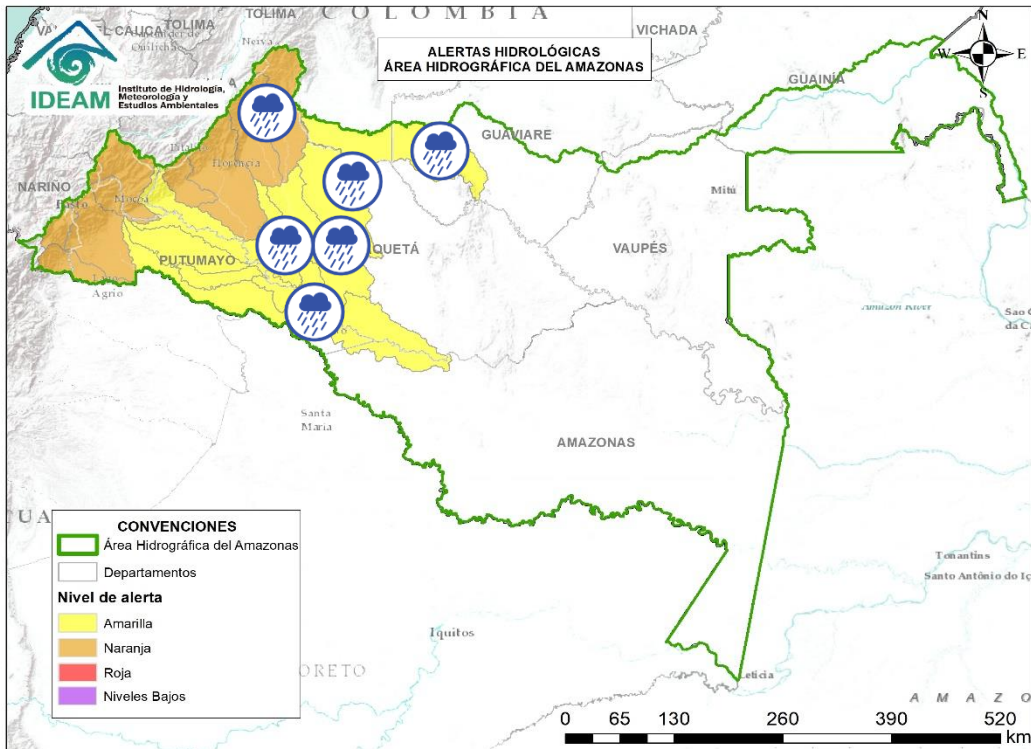 COLOMBIA
TOLIMA
VICHADA
TOLIMA
Neiva
ALERTAS HIDROLÓGICAS
ÁREA HIDROGRÁFICA DEL AMAZONAS
N
W
E
S
IDEAM
Instituto de Hidrología,
Meteorología y
Estudios Ambientales
GUAINÍA
GUAVIARE
Florencia
NARIÑO
Pasto
Mocoa
Mitú
VAUPÉS
QUETÁ
PUTUMAYO
Agrio
Amazon River
Santa
María
AMAZONAS
CONVENCIONES
Área Hidrográfica del Amazonas
Departamentos
Nivel de alerta
Amarilla
Naranja
Roja
Niveles Bajos
Tonantins
Santo Antônio do Iç
Iquitos
ORETO
Leticia
AMAZO
0 65 130 260 390 520
km